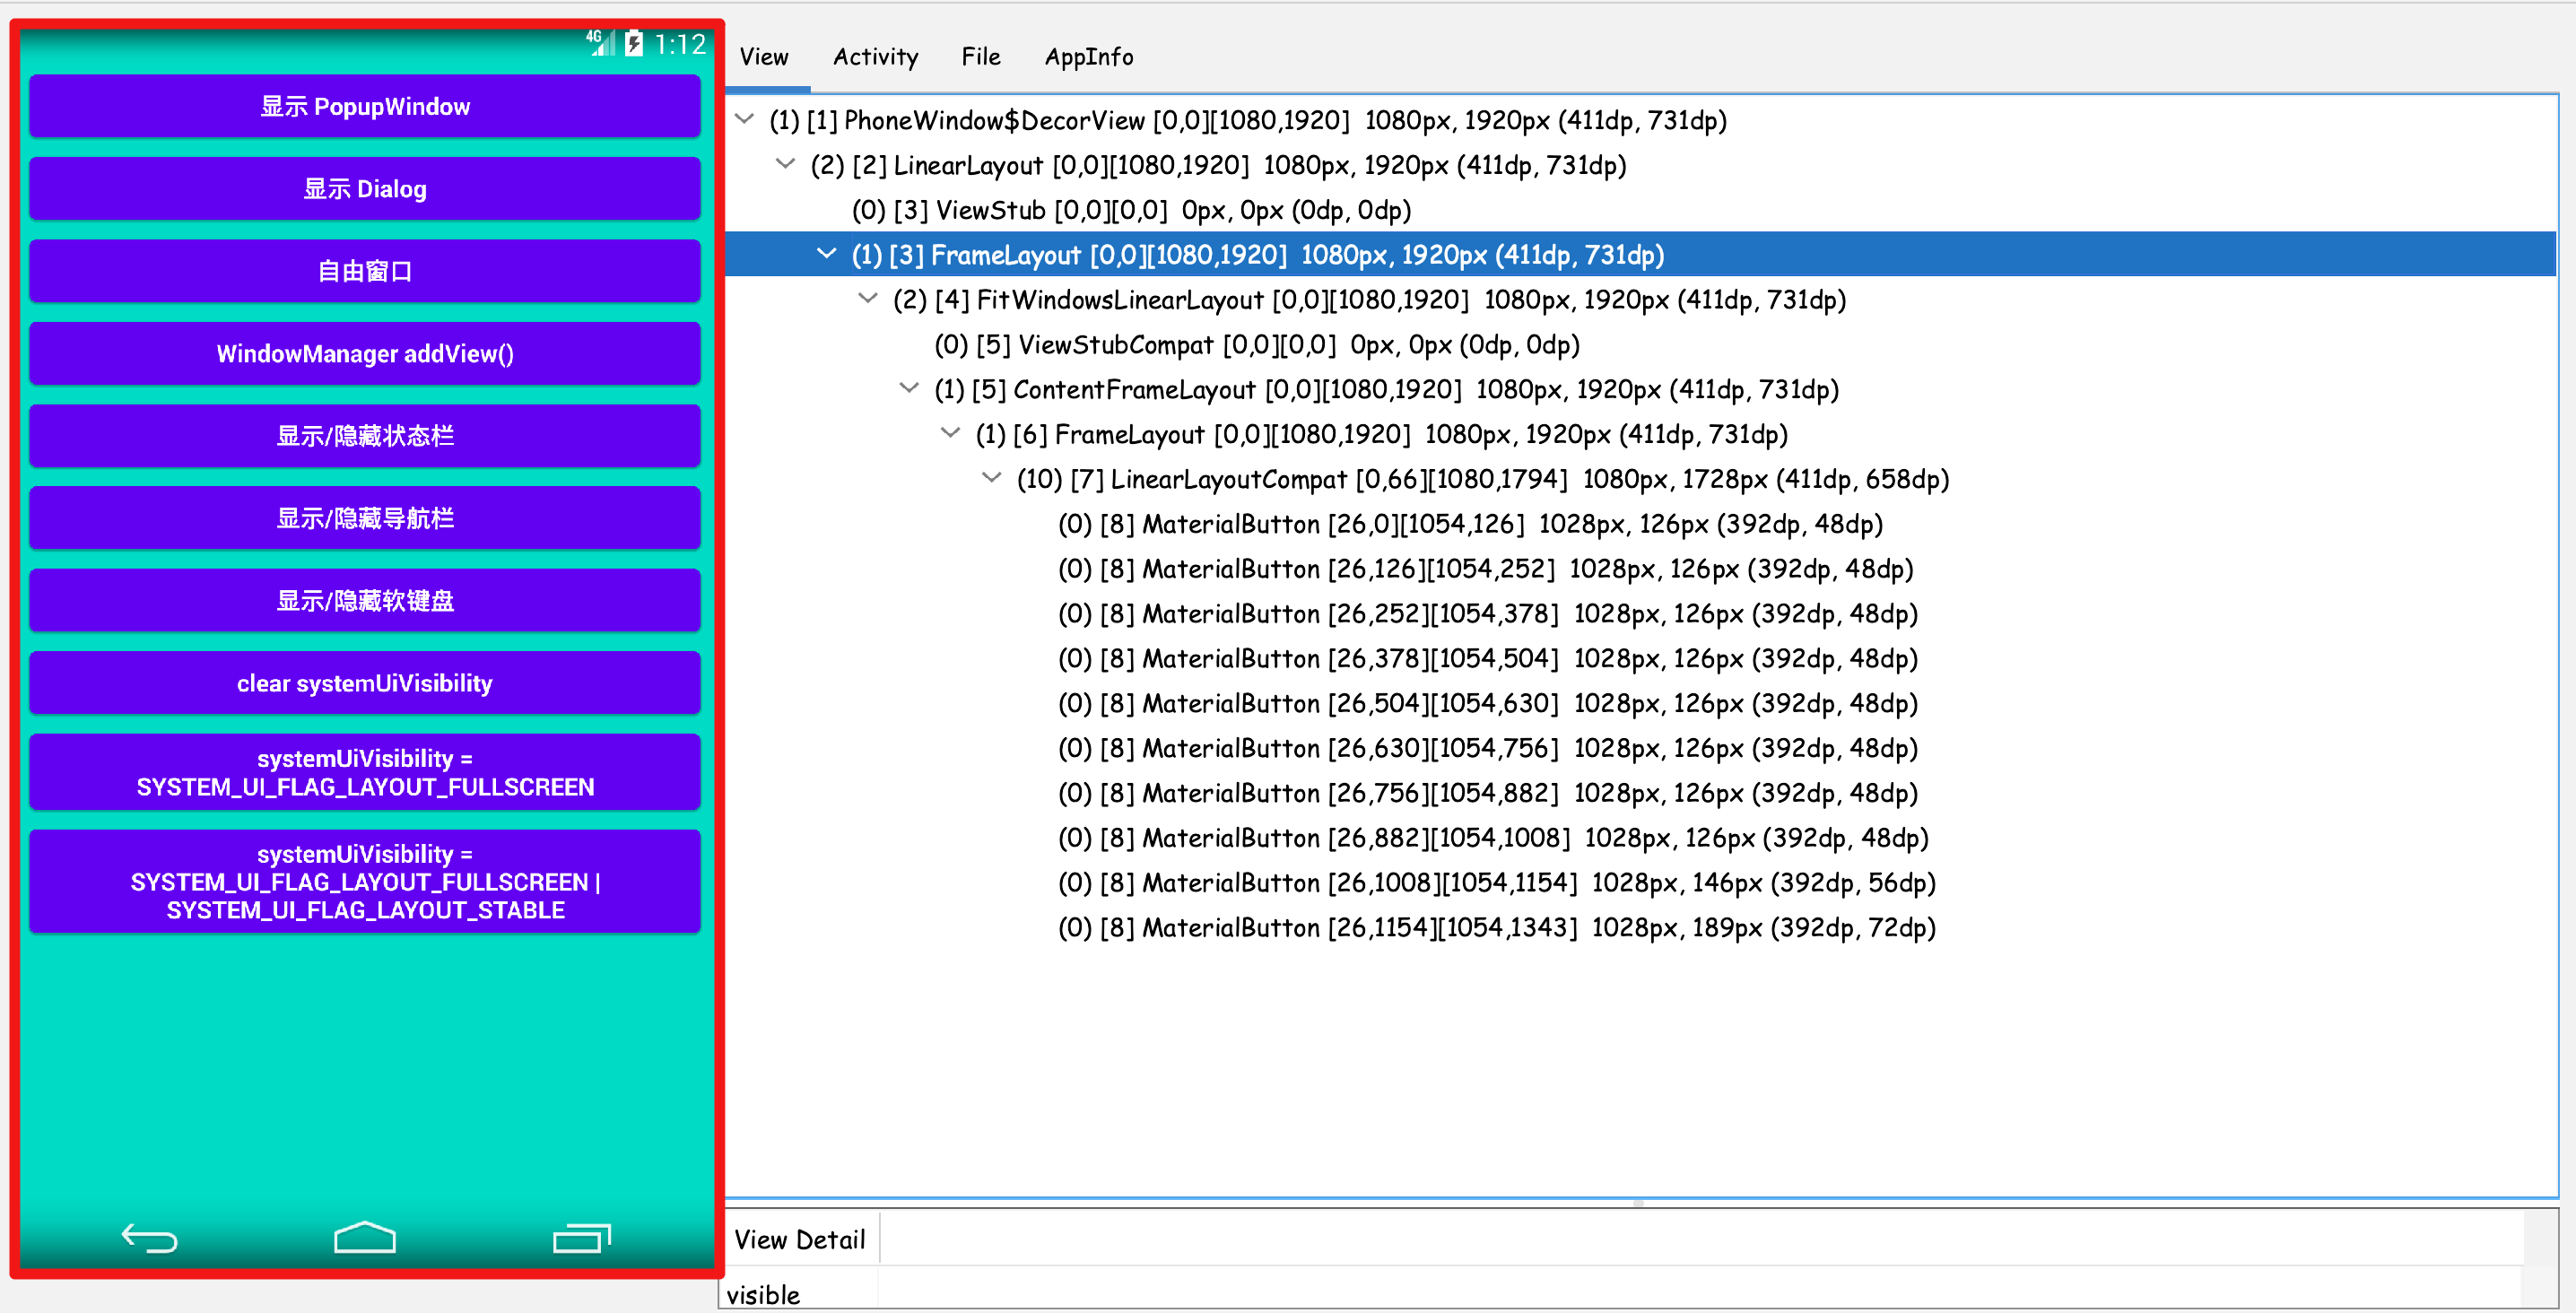 4G 1:12
显示 PopupWindow
显示 Dialog
自由窗口
WindowManager addView()
显示/隐藏状态栏
显示/隐藏导航栏
显示/隐藏软键盘
clear systemUiVisibility
systemUiVisibility =
SYSTEM_UI_FLAG_LAYOUT_FULLSCREEN
systemUiVisibility =
SYSTEM_UI_FLAG_LAYOUT_FULLSCREEN |
SYSTEM_UI_FLAG_LAYOUT_STABLE
View Activity File AppInfo
(1) [1] PhoneWindow$DecorView [0,0][1080,1920] 1080px, 1920px (411dp, 731dp)
(2) [2] LinearLayout [0,0][1080,1920] 1080px, 1920px (411dp, 731dp)
(0) [3] ViewStub [0,0][0,0] 0px, 0px (0dp, 0dp)
(1) [3] FrameLayout [0,0][1080,1920] 1080px, 1920px (411dp, 731dp)
(2) [4] FitWindowsLinearLayout [0,0][1080,1920] 1080px, 1920px (411dp, 731dp)
(0) [5] ViewStubCompat [0,0][0,0] 0px, 0px (0dp, 0dp)
(1) [5] ContentFrameLayout [0,0][1080,1920] 1080px, 1920px (411dp, 731dp)
(1) [6] FrameLayout [0,0][1080,1920] 1080px, 1920px (411dp, 731dp)
(10) [7] LinearLayoutCompat [0,66][1080,1794] 1080px, 1728px (411dp, 658dp)
(0) [8] MaterialButton [26,0][1054,126] 1028px, 126px (392dp, 48dp)
(0) [8] MaterialButton [26,126][1054,252] 1028px, 126px (392dp, 48dp)
(0) [8] MaterialButton [26,252][1054,378] 1028px, 126px (392dp, 48dp)
(0) [8] MaterialButton [26,378][1054,504] 1028px, 126px (392dp, 48dp)
(0) [8] MaterialButton [26,504][1054,630] 1028px, 126px (392dp, 48dp)
(0) [8] MaterialButton [26,630][1054,756] 1028px, 126px (392dp, 48dp)
(0) [8] MaterialButton [26,756][1054,882] 1028px, 126px (392dp, 48dp)
(0) [8] MaterialButton [26,882][1054,1008] 1028px, 126px (392dp, 48dp)
(0) [8] MaterialButton [26,1008][1054,1154] 1028px, 146px (392dp, 56dp)
(0) [8] MaterialButton [26,1154][1054,1343] 1028px, 189px (392dp, 72dp)
View Detail
visible